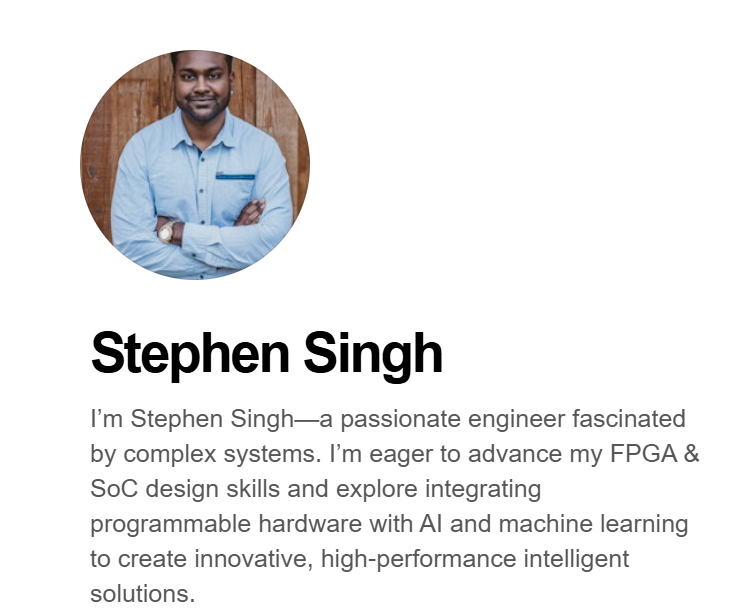 Stephen Singh
I’m Stephen Singh—a passionate engineer fascinated
by complex systems. I’m eager to advance my FPGA &
SoC design skills and explore integrating
programmable hardware with AI and machine learning
to create innovative, high-performance intelligent
solutions.